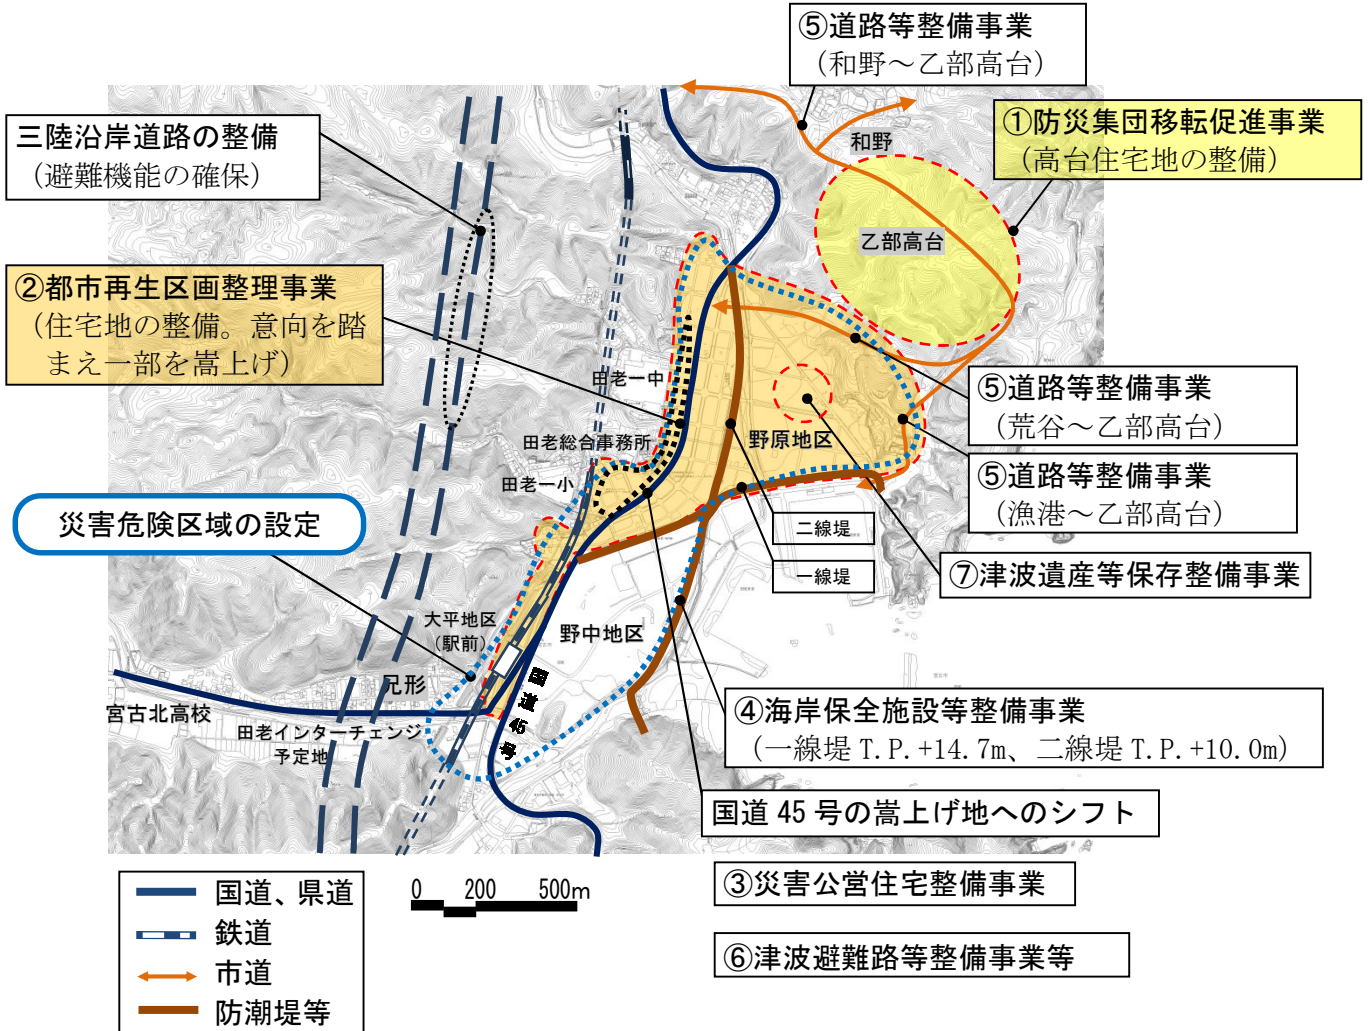 ⑤道路等整備事業
（和野～乙部高台）
三陸沿岸道路の整備
（避難機能の確保）
①防災集団移転促進事業
（高台住宅地の整備）
和野
乙部高台
②都市再生区画整理事業
（住宅地の整備。意向を踏
まえ一部を嵩上げ）
田老一中
田老総合事務所
田老一小
野原地区
⑤道路等整備事業
（荒谷～乙部高台）
⑤道路等整備事業
（漁港～乙部高台）
災害危険区域の設定
二線堤
一線堤
⑦津波遺産等保存整備事業
大平地区
（駅前）
野中地区
兄形
宮古北高校
田老インターチェンジ
予定地
④海岸保全施設等整備事業
（一線堤 T.P.+14.7m、二線堤 T.P.+10.0m）
国道 45 号の嵩上げ地へのシフト
③災害公営住宅整備事業
⑥津波避難路等整備事業等
国道、県道
鉄道
市道
防潮堤等
0 200 500m